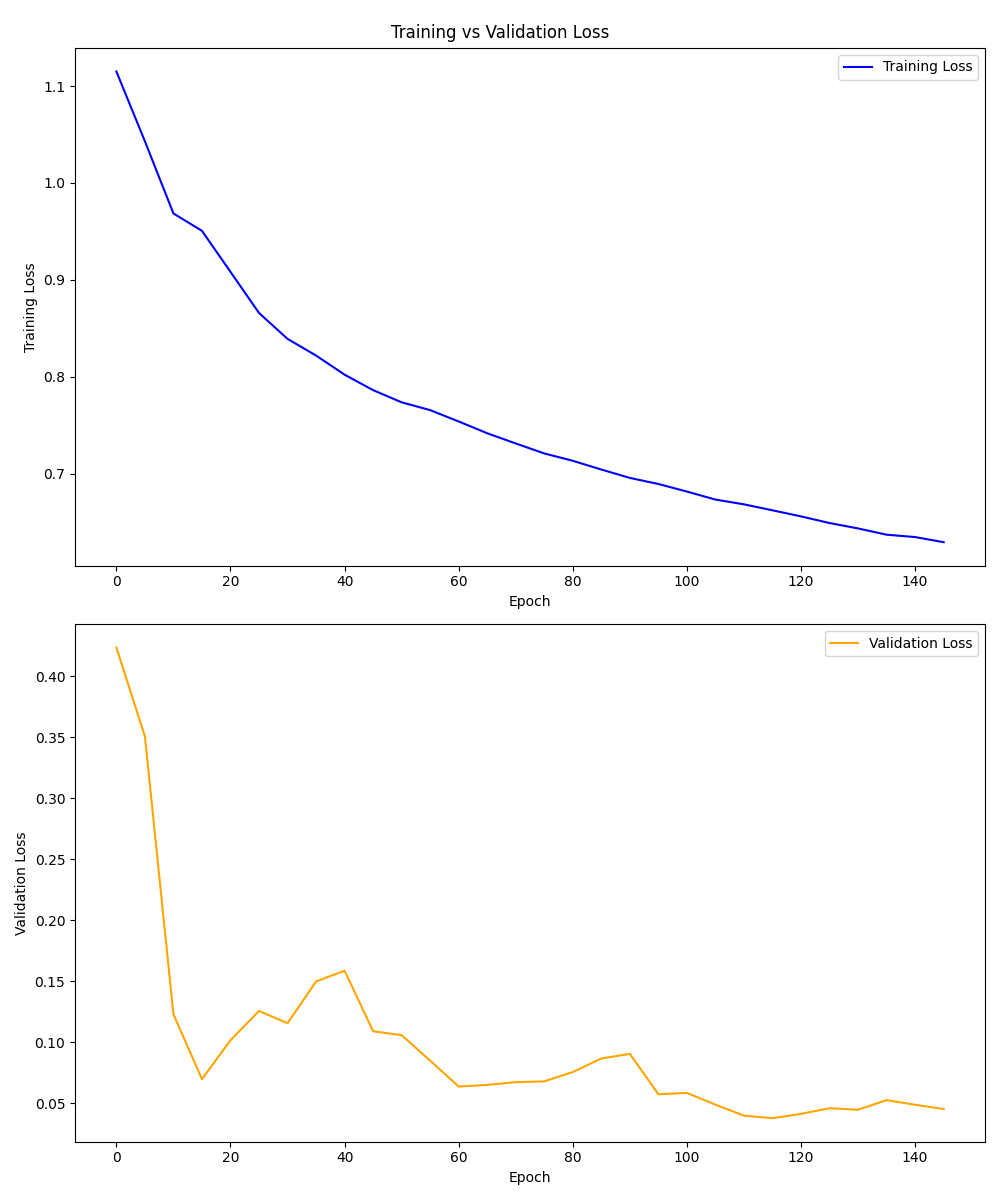 Training vs Validation Loss
Training Loss
1.1
1.0
0.9
0.8
0.7
Training Loss
0 20 40 60 80 100 120 140
Epoch
Validation Loss
0.40
0.35
0.30
0.25
0.20
0.15
0.10
0.05
Validation Loss
0 20 40 60 80 100 120 140
Epoch